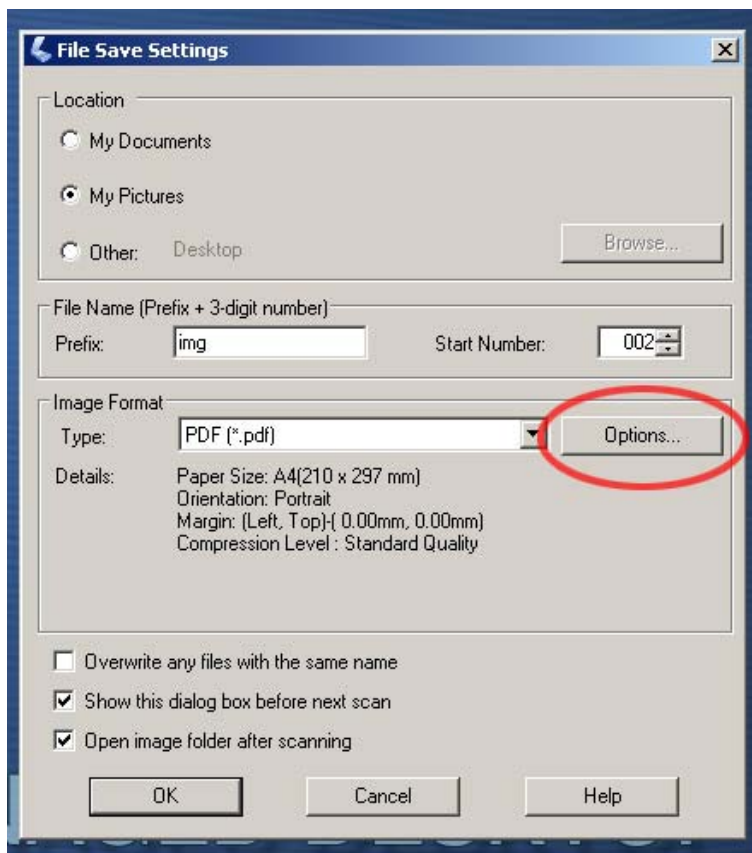 File Save Settings
Location
My Documents
My Pictures
Other: Desktop Browse...
File Name (Prefix + 3-digit number)
Prefix: img Start Number: 002
Image Format
Type: PDF (*.pdf) Options...
Details: Paper Size: A4(210 x 297 mm)
Orientation: Portrait
Margin: (Left, Top)-( 0.00mm, 0.00mm)
Compression Level : Standard Quality
Overwrite any files with the same name
Show this dialog box before next scan
Open image folder after scanning
OK Cancel Help